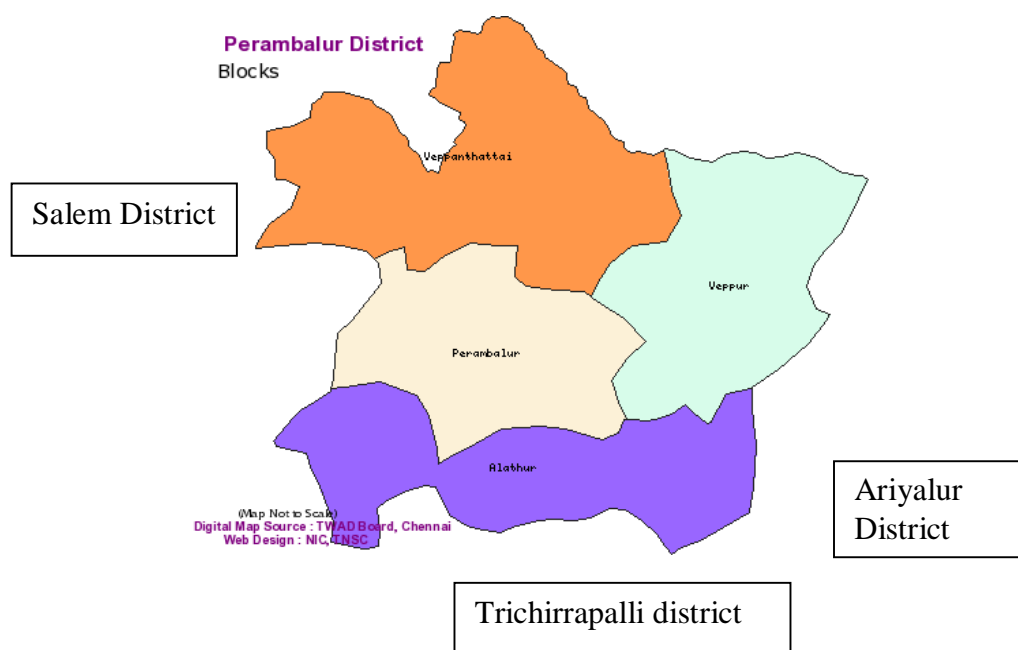 Perambalur District
Blocks
Veppanthattai
Salem District
Veppur
Perambalur
Alathur
Ariyalur
District
(Map Not to Scale)
Digital Map Source : TWAD Board, Chennai
Web Design : NIC, TNSC
Trichirrapalli district